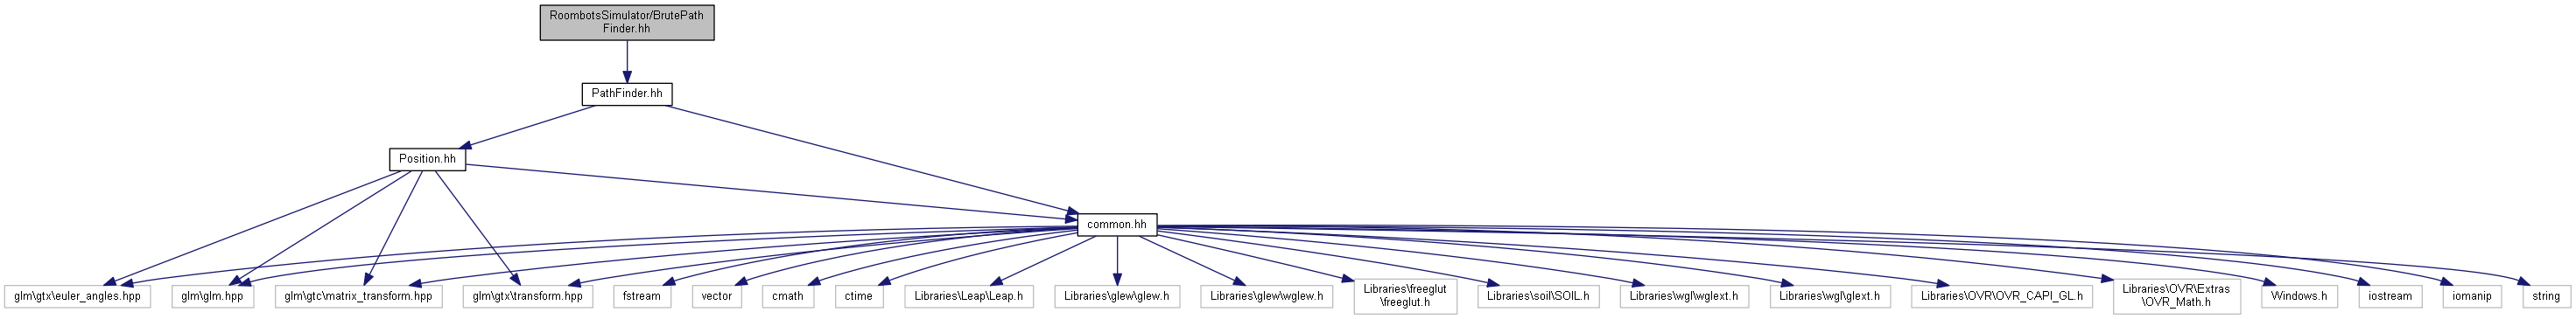 RoombotsSimulator/BrutePath
Finder.hh
PathFinder.hh
Position.hh
common.hh
glm\gtx\euler_angles.hpp
glm\glm.hpp
glm\gtc\matrix_transform.hpp
glm\gtx\transform.hpp
fstream
vector
cmath
ctime
Libraries\Leap\Leap.h
Libraries\glew\glew.h
Libraries\glew\wglew.h
Libraries\freeglut
\freeglut.h
Libraries\soil\SOIL.h
Libraries\wgl\wglext.h
Libraries\wgl\glext.h
Libraries\OVR\OVR_CAPI_GL.h
Libraries\OVR\Extras
\OVR_Math.h
Windows.h
iostream
iomanip
string